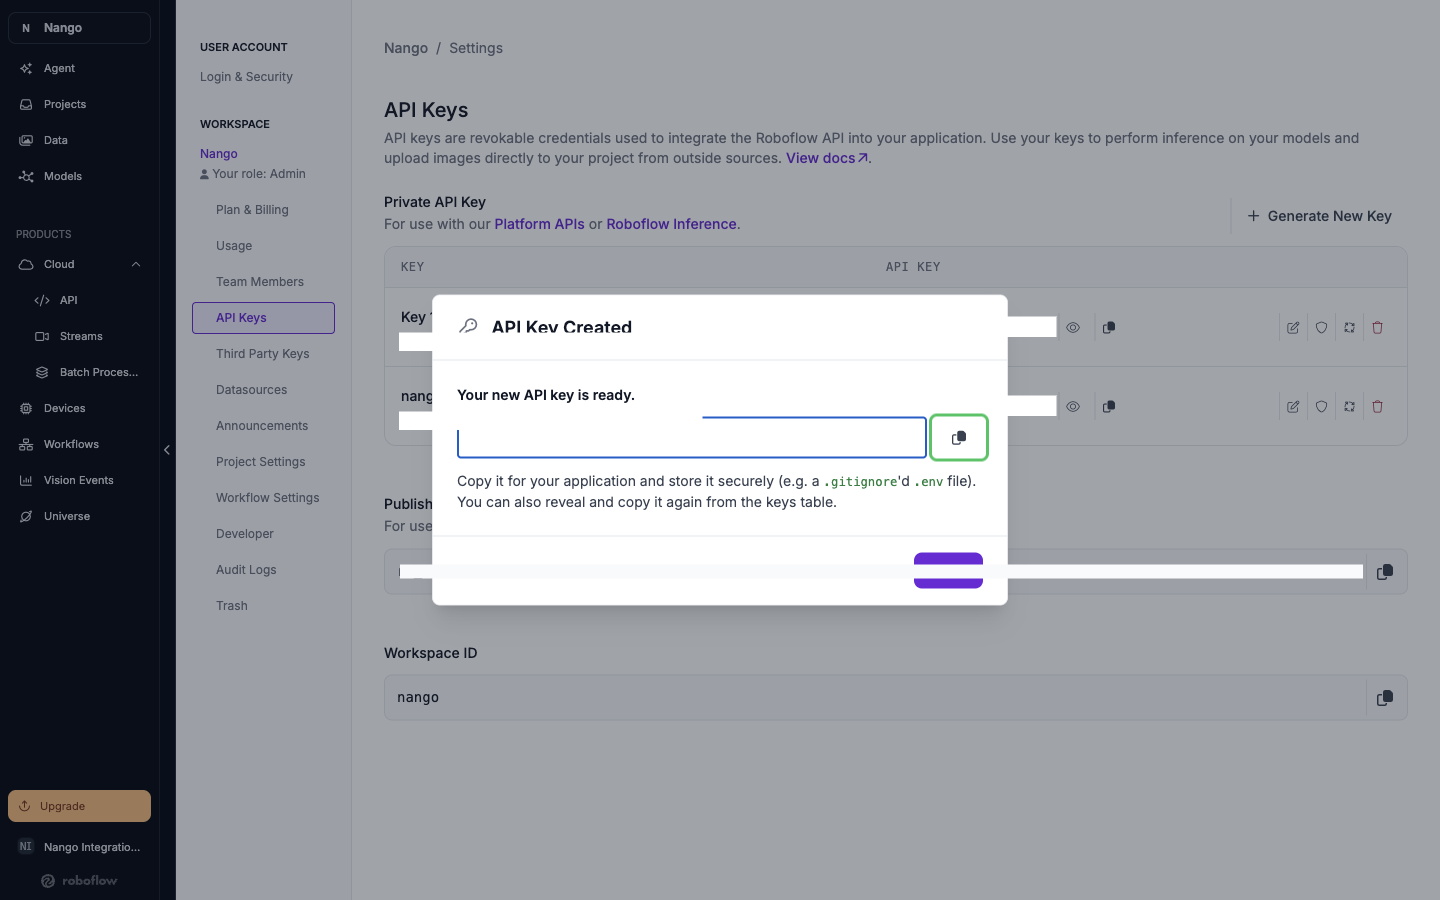 N Nango
Agent
Projects
Data
Models
PRODUCTS
Cloud
API
Streams
Batch Proces...
Devices
Workflows
Vision Events
Universe
Upgrade
NI Nango Integratio...
roboflow
USER ACCOUNT
Login & Security
WORKSPACE
Nango
Your role: Admin
Plan & Billing
Usage
Team Members
API Keys
Third Party Keys
Datasources
Announcements
Project Settings
Workflow Settings
Developer
Audit Logs
Trash
Nango / Settings
API Keys
API keys are revokable credentials used to integrate the Roboflow API into your application. Use your keys to perform inference on your models and
upload images directly to your project from outside sources. View docs.
Private API Key
For use with our Platform APIs or Roboflow Inference.
Generate New Key
KEY API KEY
Key
nang
API Key Created
Your new API key is ready.
Copy it for your application and store it securely (e.g. a .gitignore'd .env file).
You can also reveal and copy it again from the keys table.
Publish
For use
Workspace ID
nango